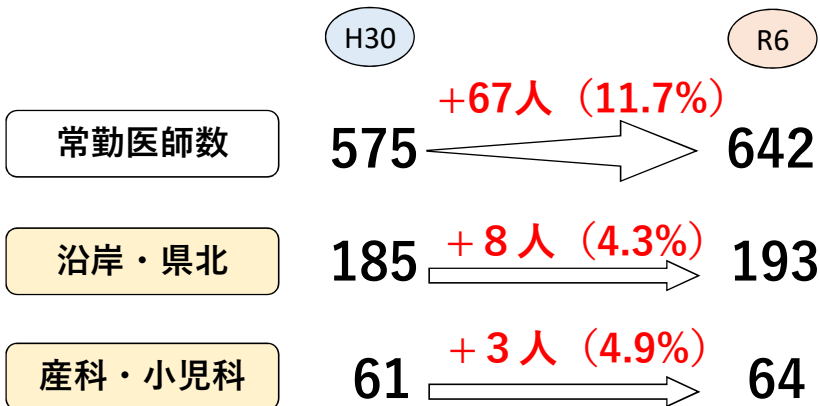 H30
R6
+67人（11.7%）
常勤医師数
575
642
+8人（4.3%）
沿岸・県北
185
193
+3人（4.9%）
産科・小児科
61
64